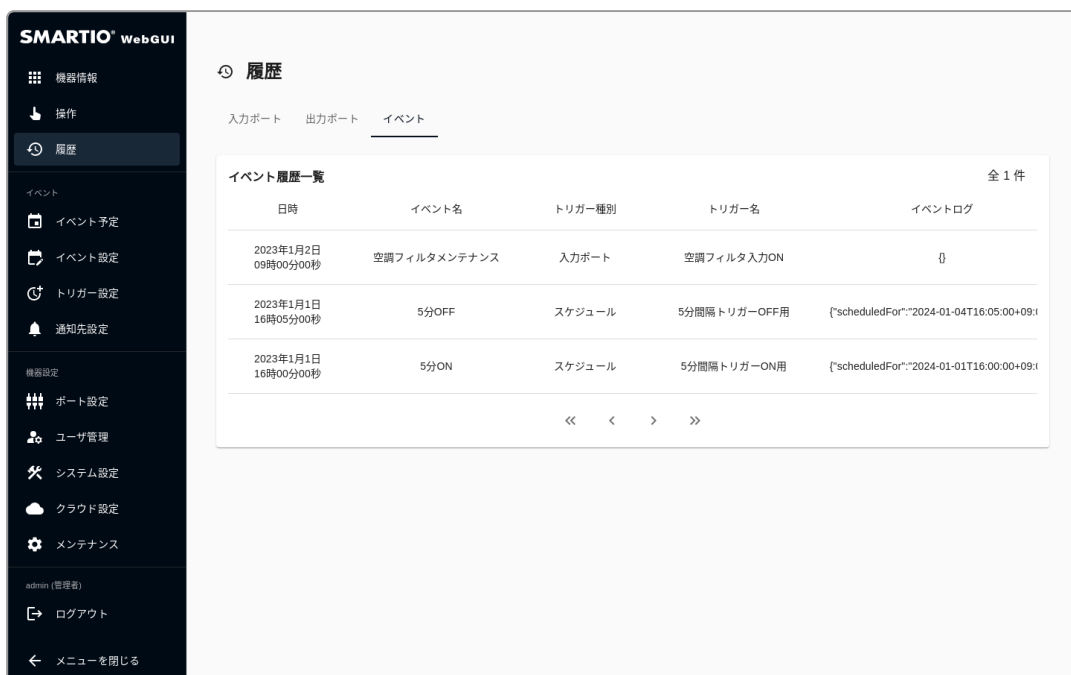 SMARTIO® WebGUI
機器情報
操作
履歴
イベント
イベント予定
イベント設定
トリガー設定
通知先設定
機器設定
ポート設定
ユーザ管理
システム設定
クラウド設定
メンテナンス
admin (管理者)
ログアウト
メニューを閉じる
履歴
入力ポート 出力ポート イベント
イベント履歴一覧 全 1 件
日時 イベント名 トリガー種別 トリガー名 イベントログ
2023年1月2日
09時00分00秒 空調フィルタメンテナンス 入力ポート 空調フィルタ入力ON {}
2023年1月1日
16時05分00秒 5分OFF スケジュール 5分間隔トリガーOFF用 {"scheduledFor":"2024-01-04T16:05:00+09:0
2023年1月1日
16時00分00秒 5分ON スケジュール 5分間隔トリガーON用 {"scheduledFor":"2024-01-01T16:00:00+09:0